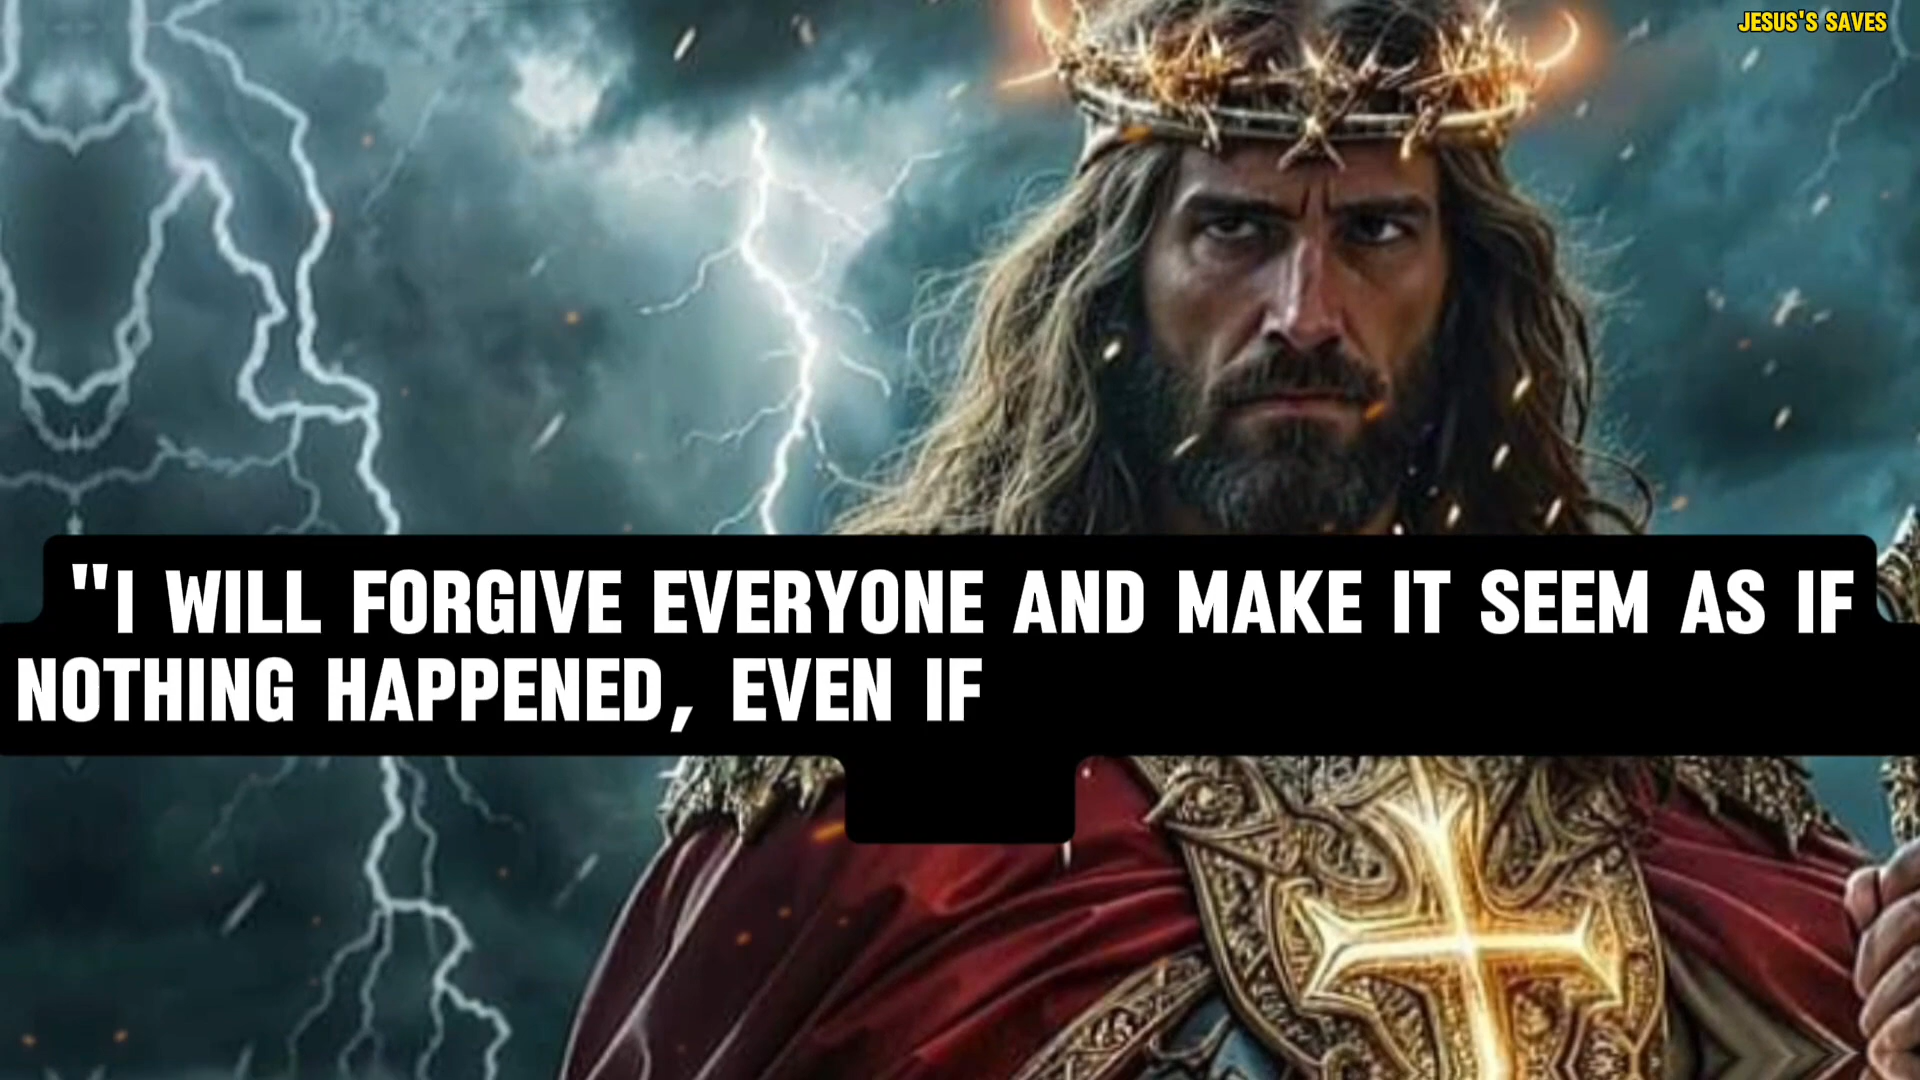 JESUS'S SAVES
"I WILL FORGIVE EVERYONE AND MAKE IT SEEM AS IF
NOTHING HAPPENED, EVEN IF